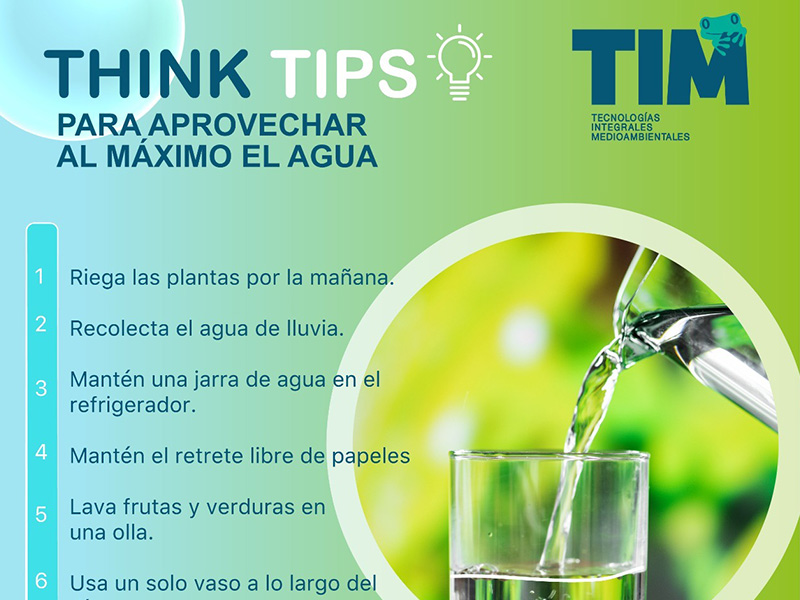 THINK TIPS
PARA APROVECHAR
AL MÁXIMO EL AGUA
TIM
TECNOLOGÍAS
INTEGRALES
MEDIOAMBIENTALES
1 Riega las plantas por la mañana.
2 Recolecta el agua de lluvia.
3 Mantén una jarra de agua en el
refrigerador.
4 Mantén el retrete libre de papeles
5 Lava frutas y verduras en
una olla.
6 Usa un solo vaso a lo largo del